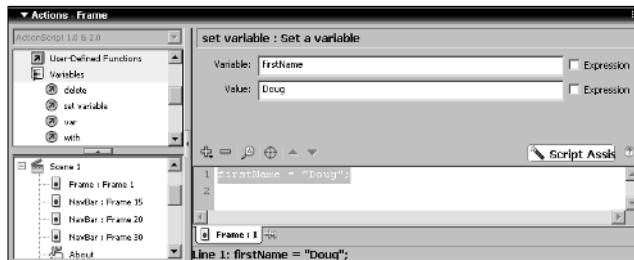 Actions - Frame
ActionScript 1.0 & 2.0
User-Defined Functions
Variables
delete
set variable
var
with
Scene 1
Frame : Frame 1
NavBar : Frame 15
NavBar : Frame 20
NavBar : Frame 30
About
set variable : Set a variable
Variable: firstName Expression
Value: Doug Expression
Script Assis
1 firstName = "Doug";
2
Frame : 1
Line 1: firstName = "Doug";